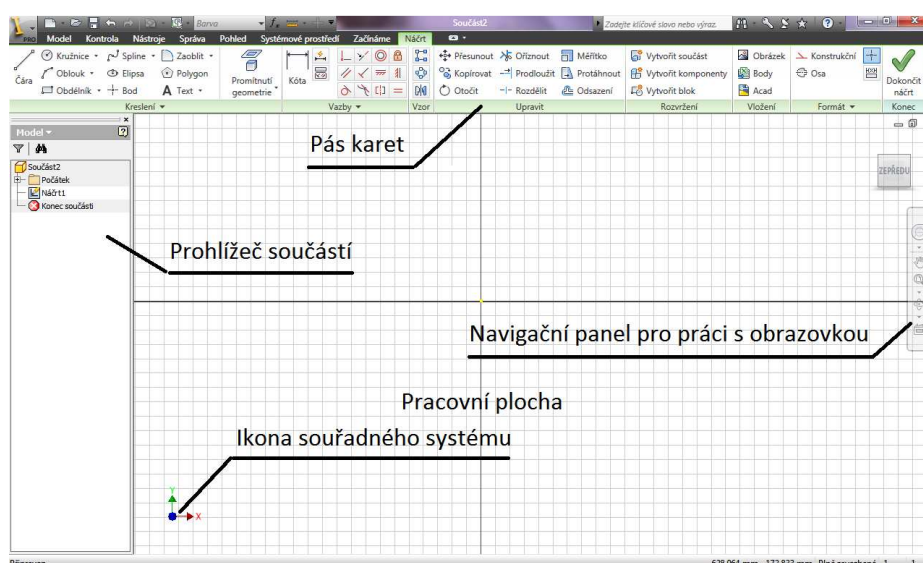 Barva
Součást2
Zadejte klíčové slovo nebo výraz.
PRO Model Kontrola Nástroje Správa Pohled Systémové prostředí Začínáme Náčrt
Čára Kružnice Spline Zaoblit
Oblouk Elipsa Polygon
Obdélník Bod A Text
Promítnutí geometrie
Kóta
Přesunout Oříznout Měřítko
Kopírovat Prodloužit Protáhnout
Otočit Rozdělit Odsazení
Vytvořit součást
Vytvořit komponenty
Vytvořit blok
Obrázek
Body
Acad
Konstrukční
Osa
Dokončit náčrt
Kreslení Vazby Vzor Upravit Rozvržení Vložení Formát Konec
Model
Součást2
Počátek
Náčrt1
Konec součásti
Pás karet
ZEPŘEDU
Prohlížeč součástí
Navigační panel pro práci s obrazovkou
Pracovní plocha
Ikona souřadného systému
Y
X